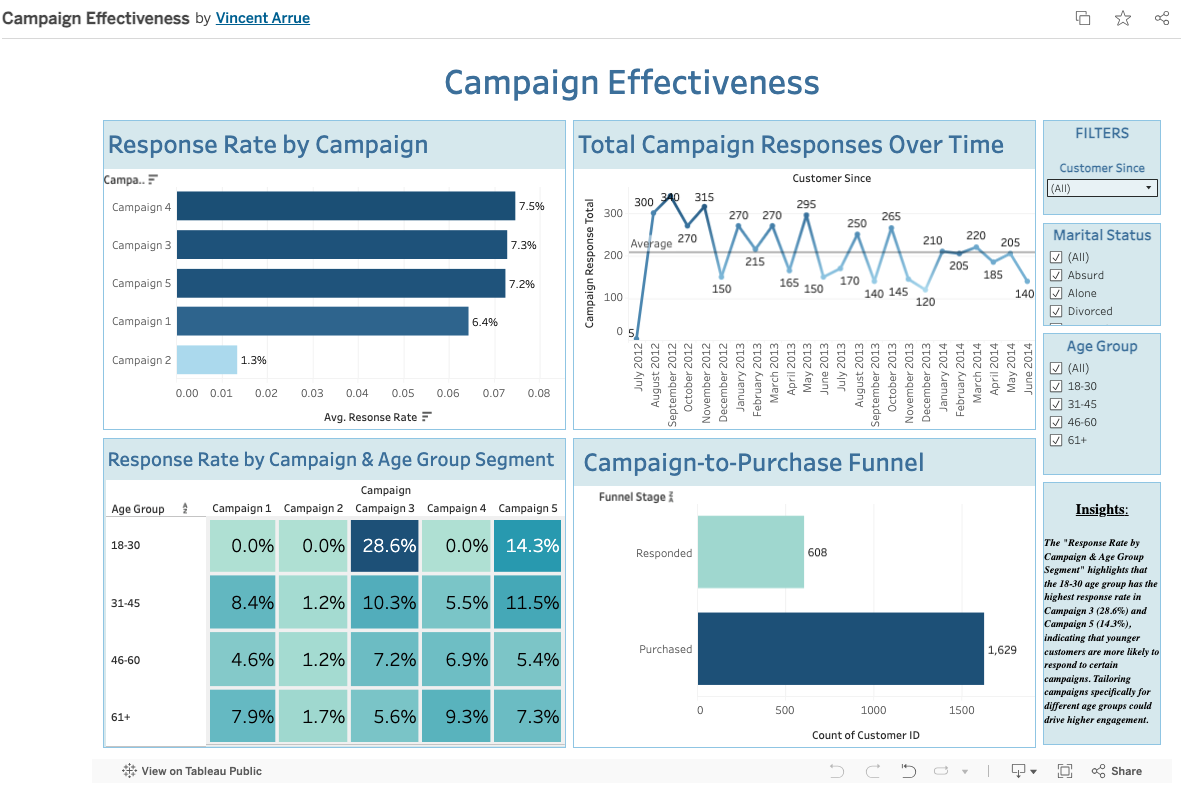 Campaign Effectiveness by Vincent Arrue
Campaign Effectiveness
Response Rate by Campaign
Campa..
Campaign 4
7.5%
Campaign 3
7.3%
Campaign 5
7.2%
Campaign 1
6.4%
Campaign 2
1.3%
0.00 0.01 0.02 0.03 0.04 0.05 0.06 0.07 0.08
Avg. Resonse Rate
Total Campaign Responses Over Time
Customer Since
Campaign Response Total
300
200
100
0
Average
5
300
340
270
315
150
270
215
270
165
295
150
170
250
140
265
145
120
210
205
220
185
205
140
July 2012
August 2012
September 2012
October 2012
November 2012
December 2012
January 2013
February 2013
March 2013
April 2013
May 2013
June 2013
July 2013
August 2013
September 2013
October 2013
November 2013
December 2013
January 2014
February 2014
March 2014
April 2014
May 2014
June 2014
FILTERS
Customer Since
(All)
Marital Status
(All)
Absurd
Alone
Divorced
Age Group
(All)
18-30
31-45
46-60
61+
Response Rate by Campaign & Age Group Segment
Campaign
Age Group Campaign 1 Campaign 2 Campaign 3 Campaign 4 Campaign 5
18-30 0.0% 0.0% 28.6% 0.0% 14.3%
31-45 8.4% 1.2% 10.3% 5.5% 11.5%
46-60 4.6% 1.2% 7.2% 6.9% 5.4%
61+ 7.9% 1.7% 5.6% 9.3% 7.3%
Campaign-to-Purchase Funnel
Funnel Stage
Responded
608
Purchased
1,629
0 500 1000 1500
Count of Customer ID
Insights:
The "Response Rate by
Campaign & Age Group
Segment" highlights that
the 18-30 age group has the
highest response rate in
Campaign 3 (28.6%) and
Campaign 5 (14.3%),
indicating that younger
customers are more likely to
respond to certain
campaigns. Tailoring
campaigns specifically for
different age groups could
drive higher engagement.
View on Tableau Public
Share